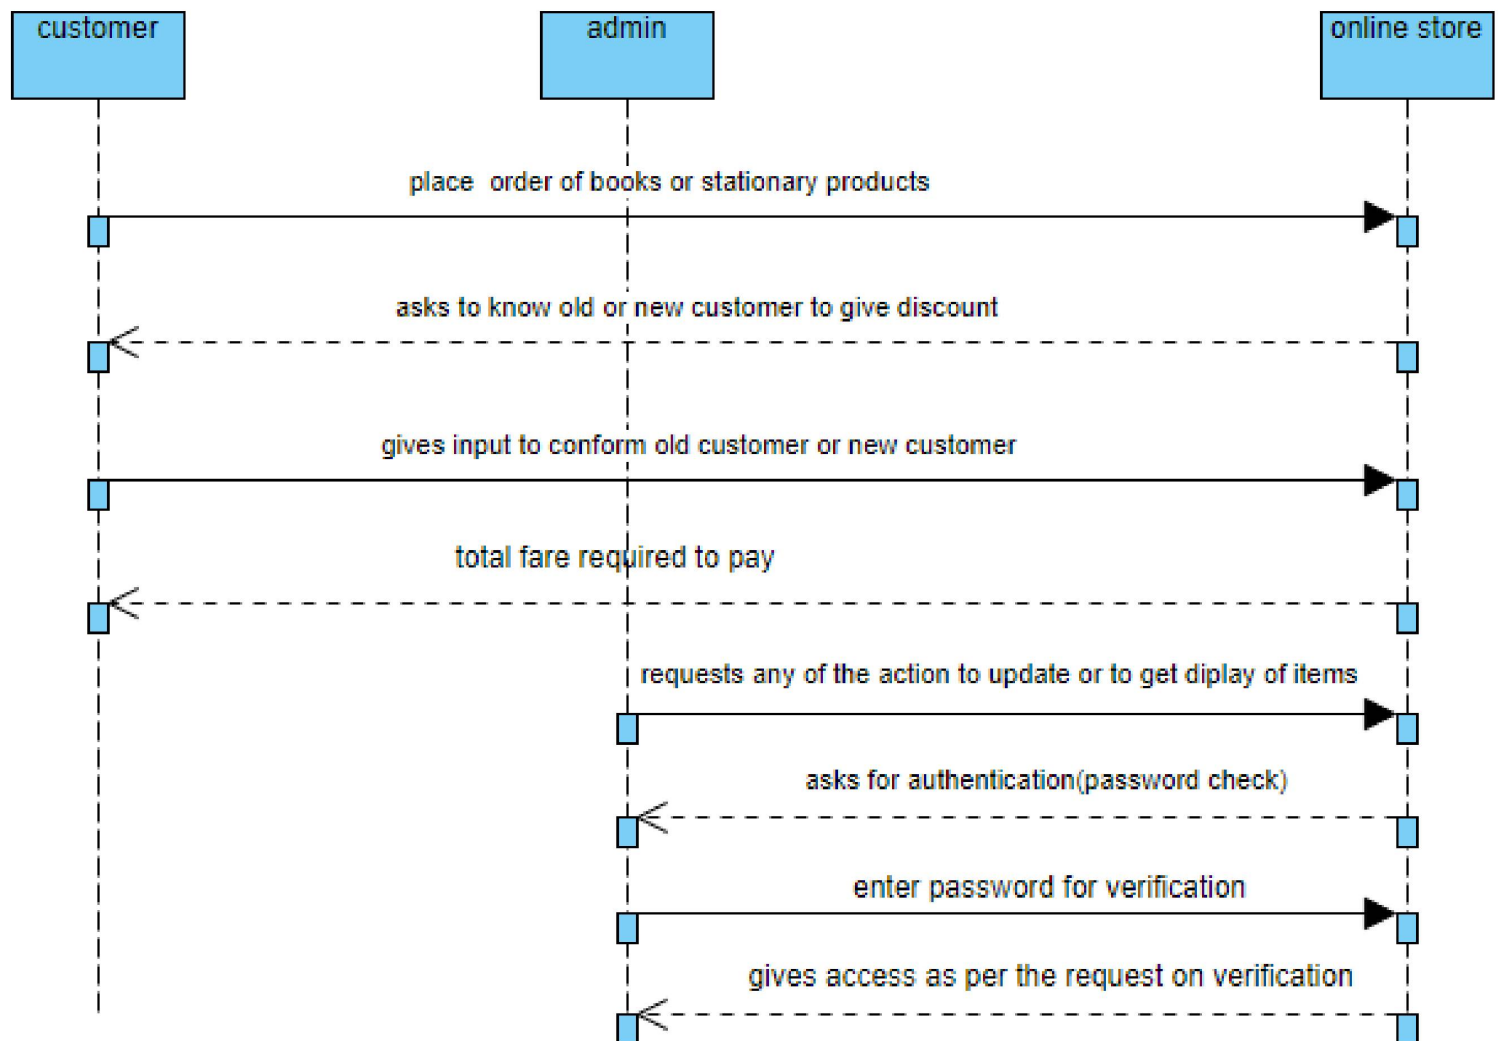 customer
admin
online store
place order of books or stationary products
asks to know old or new customer to give discount
gives input to conform old customer or new customer
total fare required to pay
requests any of the action to update or to get diplay of items
asks for authentication(password check)
enter password for verification
gives access as per the request on verification